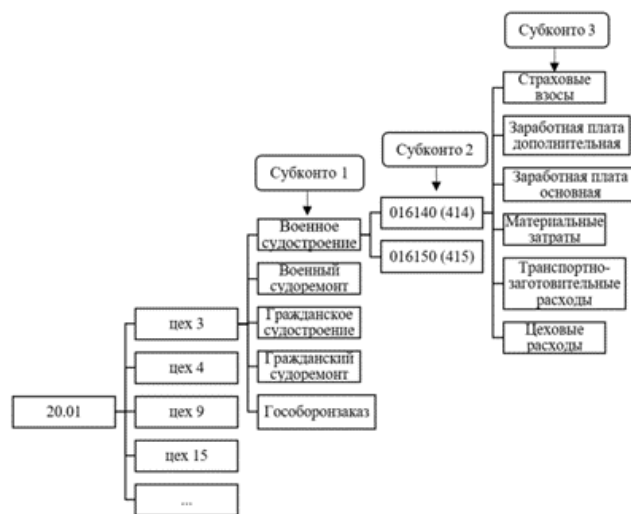 Субконто 3
Страховые
взосы
Заработная плата
дополнительная
Субконто 2
Субконто 1
Заработная плата
основная
016140 (414)
Военное
судостроение
Материальные
затраты
016150 (415)
Военный
судоремонт
Транспортно-
заготовительные
расходы
цех 3
Гражданское
судостроение
Цеховые
расходы
цех 4
Гражданский
судоремонт
20.01
цех 9
Гособоронзаказ
цех 15
...